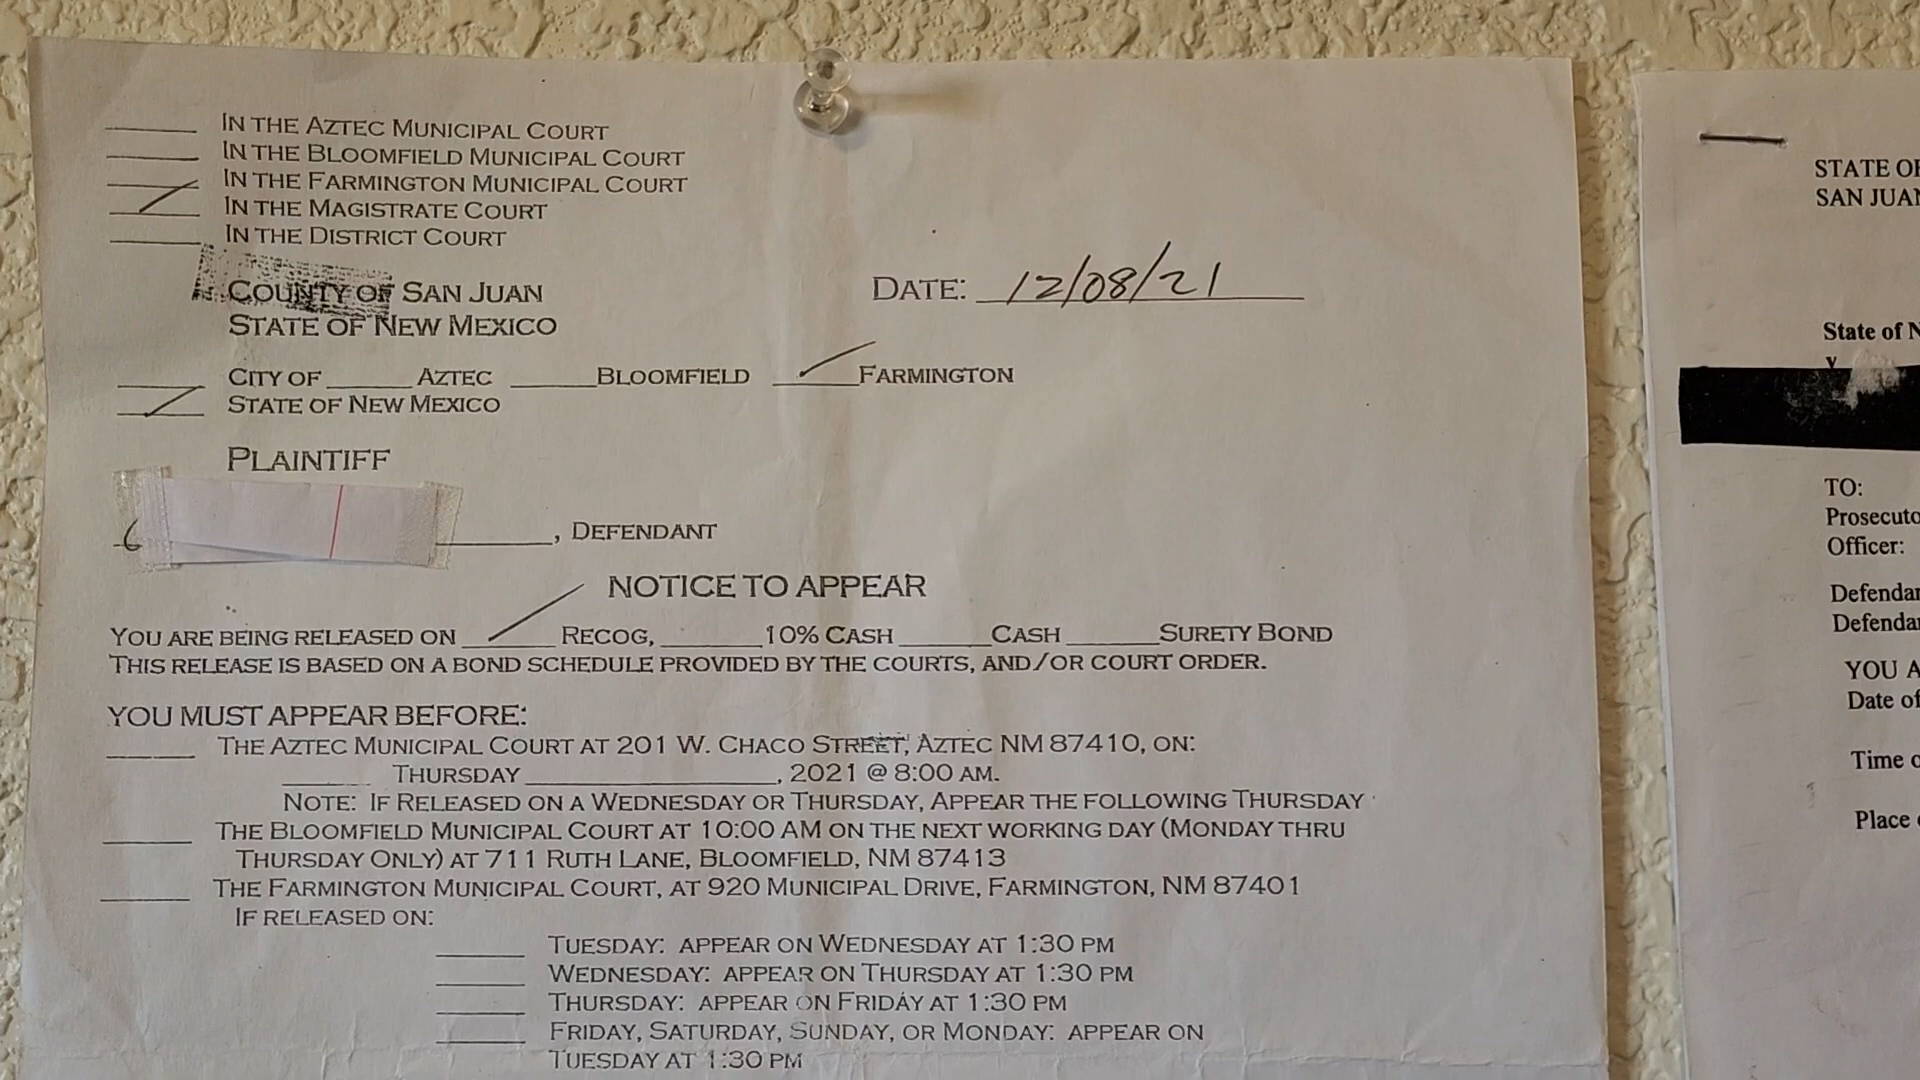 IN THE AZTEC MUNICIPAL COURT
IN THE BLOOMFIELD MUNICIPAL COURT
IN THE FARMINGTON MUNICIPAL COURT
IN THE MAGISTRATE COURT
IN THE DISTRICT COURT
COUNTY OF SAN JUAN
DATE: 12/08/21
STATE OF NEW MEXICO
CITY OF ______ AZTEC ______BLOOMFIELD ______FARMINGTON
STATE OF NEW MEXICO
PLAINTIFF
, DEFENDANT
NOTICE TO APPEAR
YOU ARE BEING RELEASED ON ______ RECOG, ______ 10% CASH ______ CASH ______ SURETY BOND
THIS RELEASE IS BASED ON A BOND SCHEDULE PROVIDED BY THE COURTS, AND/OR COURT ORDER.
YOU MUST APPEAR BEFORE:
THE AZTEC MUNICIPAL COURT AT 201 W. CHACO STREET, AZTEC NM 87410, ON:
THURSDAY ______, 2021 @ 8:00 AM.
NOTE: IF RELEASED ON A WEDNESDAY OR THURSDAY, APPEAR THE FOLLOWING THURSDAY
THE BLOOMFIELD MUNICIPAL COURT AT 10:00 AM ON THE NEXT WORKING DAY (MONDAY THRU
THURSDAY ONLY) AT 711 RUTH LANE, BLOOMFIELD, NM 87413
THE FARMINGTON MUNICIPAL COURT, AT 920 MUNICIPAL DRIVE, FARMINGTON, NM 87401
IF RELEASED ON:
TUESDAY: APPEAR ON WEDNESDAY AT 1:30 PM
WEDNESDAY: APPEAR ON THURSDAY AT 1:30 PM
THURSDAY: APPEAR ON FRIDAY AT 1:30 PM
FRIDAY, SATURDAY, SUNDAY, OR MONDAY: APPEAR ON
TUESDAY AT 1:30 PM
STATE OF
SAN JUAN
State of N
v
TO:
Prosecuto
Officer:
Defendan
Defendan
YOU A
Date of
Time o
Place o